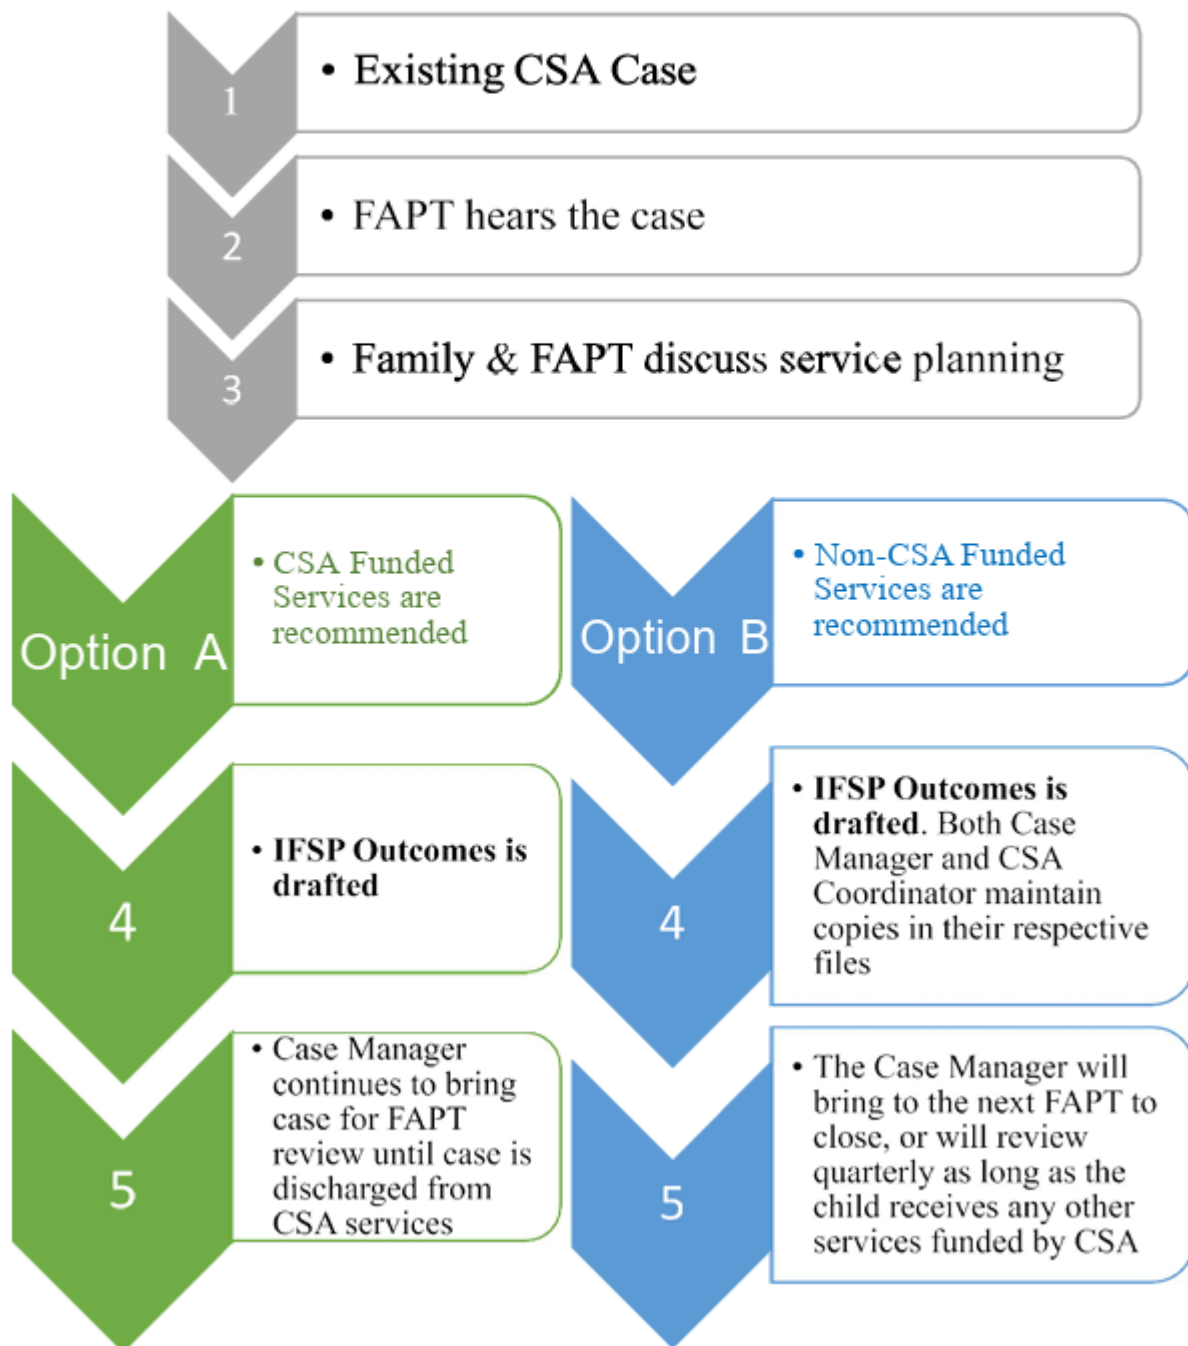 1
• Existing CSA Case
2
• FAPT hears the case
3
• Family & FAPT discuss service planning
Option A
• CSA Funded
Services are
recommended
Option B
• Non-CSA Funded
Services are
recommended
4
• IFSP Outcomes is
drafted
4
• IFSP Outcomes is
drafted. Both Case
Manager and CSA
Coordinator maintain
copies in their respective
files
5
• Case Manager
continues to bring
case for FAPT
review until case is
discharged from
CSA services
5
• The Case Manager will
bring to the next FAPT to
close, or will review
quarterly as long as the
child receives any other
services funded by CSA